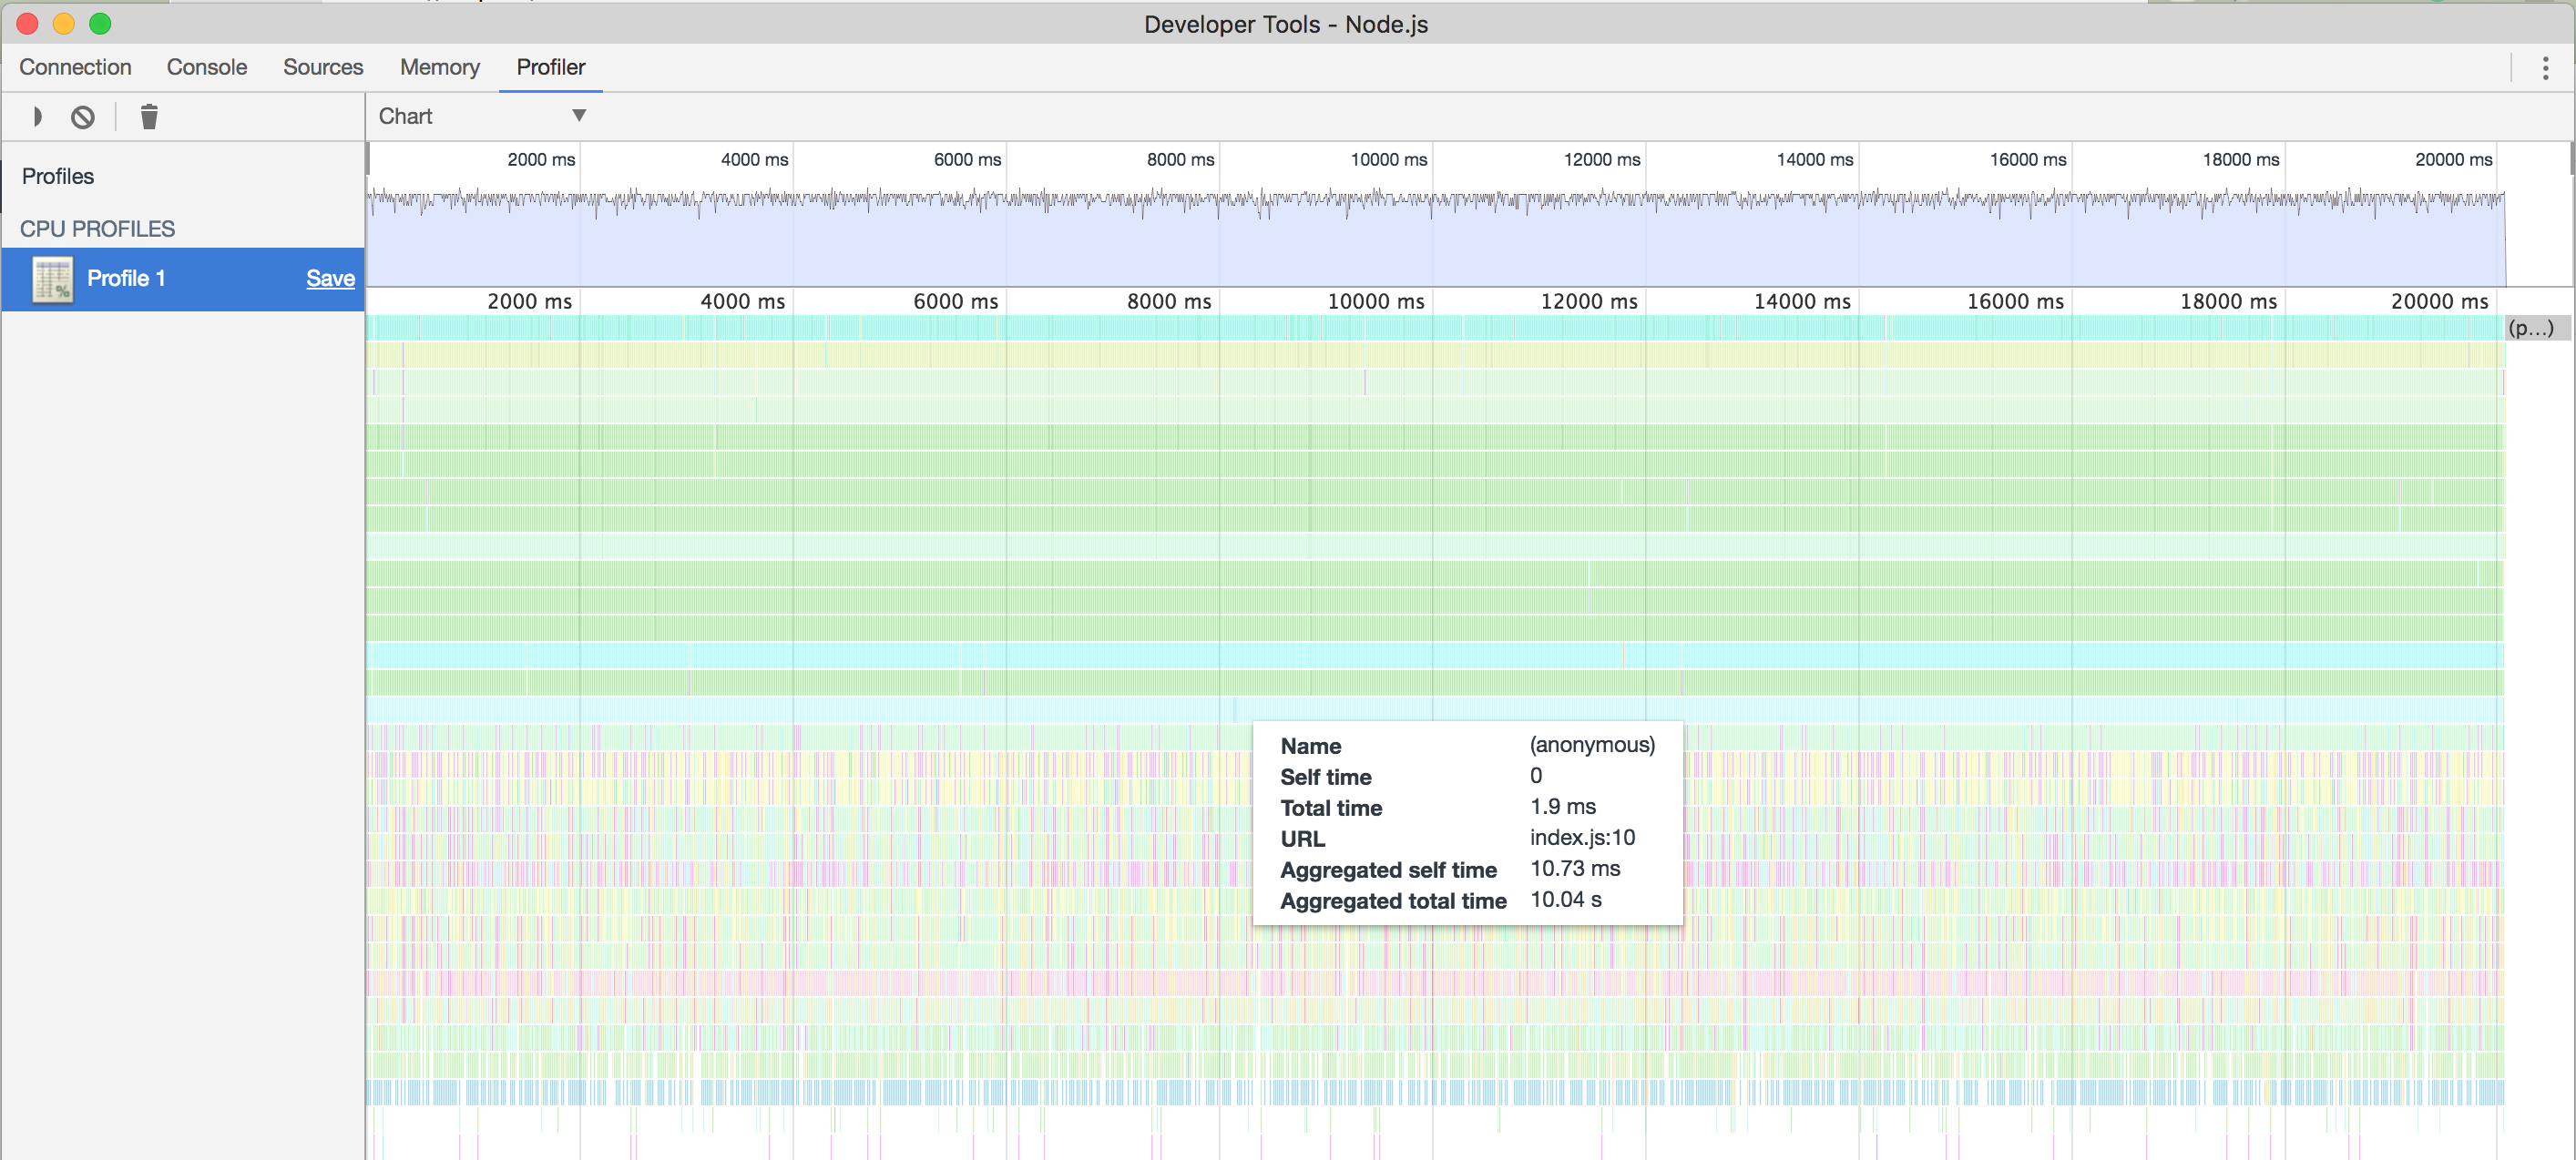 Developer Tools - Node.js
Connection Console Sources Memory Profiler
Chart ▼
Profiles
CPU PROFILES
Profile 1 Save
2000 ms 4000 ms 6000 ms 8000 ms 10000 ms 12000 ms 14000 ms 16000 ms 18000 ms 20000 ms
2000 ms 4000 ms 6000 ms 8000 ms 10000 ms 12000 ms 14000 ms 16000 ms 18000 ms 20000 ms
(p...)
Name (anonymous)
Self time 0
Total time 1.9 ms
URL index.js:10
Aggregated self time 10.73 ms
Aggregated total time 10.04 s